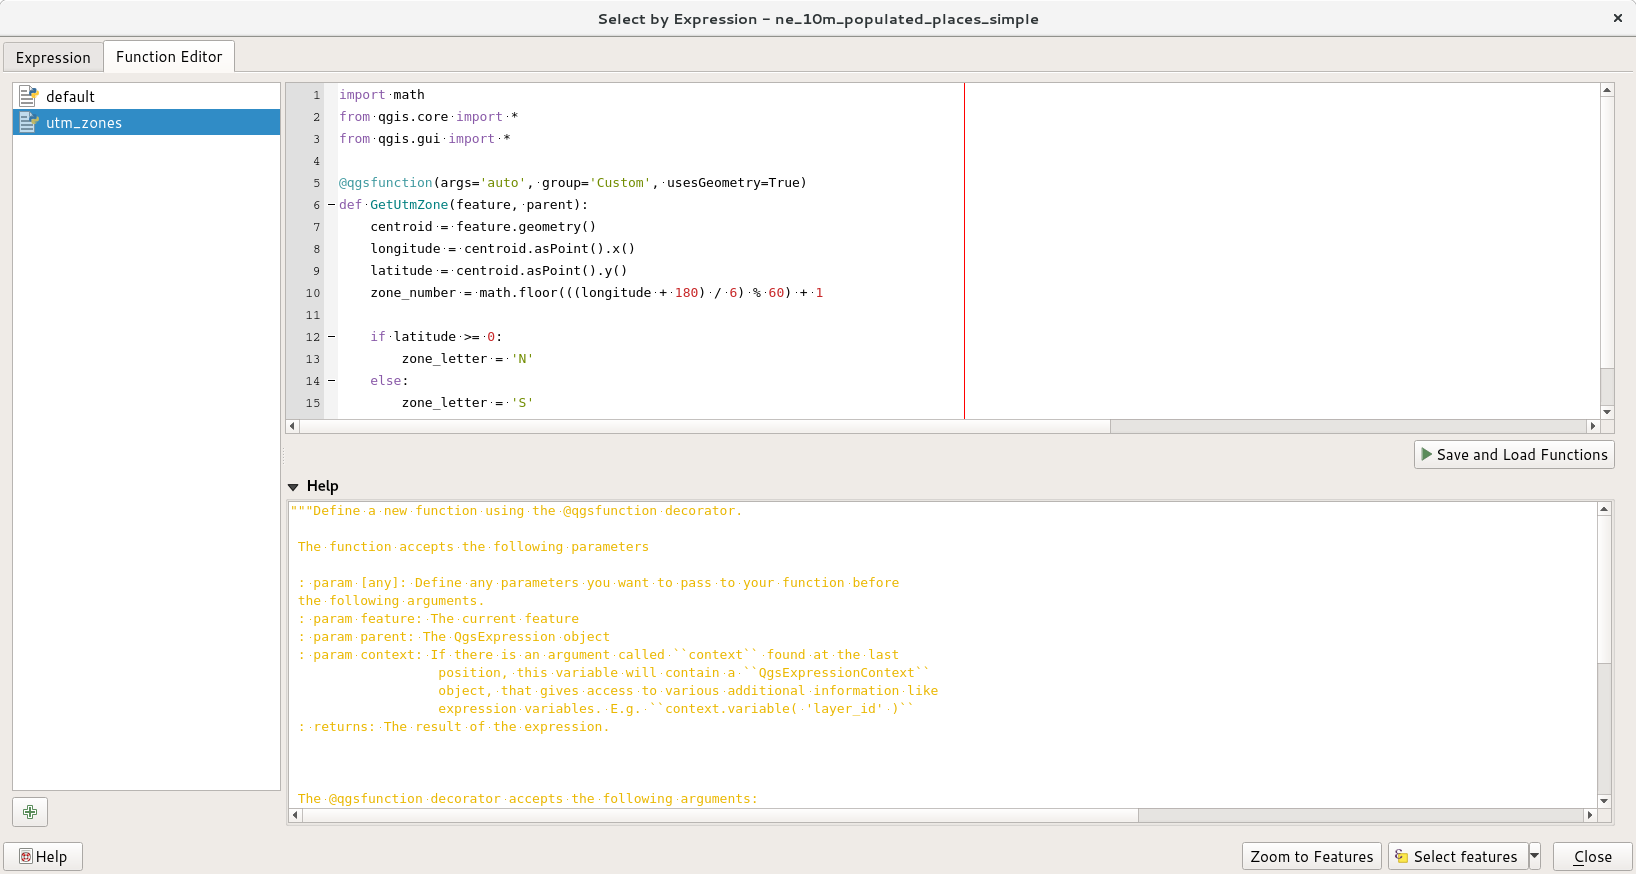 Select by Expression – ne_10m_populated_places_simple
Expression
Function Editor
default
utm_zones
1 import math
2 from qgis.core import *
3 from qgis.gui import *
4
5 @qgsfunction(args='auto', group='Custom', usesGeometry=True)
6 def GetUtmZone(feature, parent):
7     centroid = feature.geometry()
8     longitude = centroid.asPoint().x()
9     latitude = centroid.asPoint().y()
10     zone_number = math.floor(((longitude + 180) / 6) % 60) + 1
11
12     if latitude >= 0:
13         zone_letter = 'N'
14     else:
15         zone_letter = 'S'
Save and Load Functions
Help
"""Define a new function using the @qgsfunction decorator.
The function accepts the following parameters
: param [any]: Define any parameters you want to pass to your function before
the following arguments.
: param feature: The current feature
: param parent: The QgsExpression object
: param context: If there is an argument called ``context`` found at the last
position, this variable will contain a ``QgsExpressionContext``
object, that gives access to various additional information like
expression variables. E.g. ``context.variable( 'layer_id' )``
: returns: The result of the expression.
The @qgsfunction decorator accepts the following arguments:
Help
Zoom to Features
Select features
Close